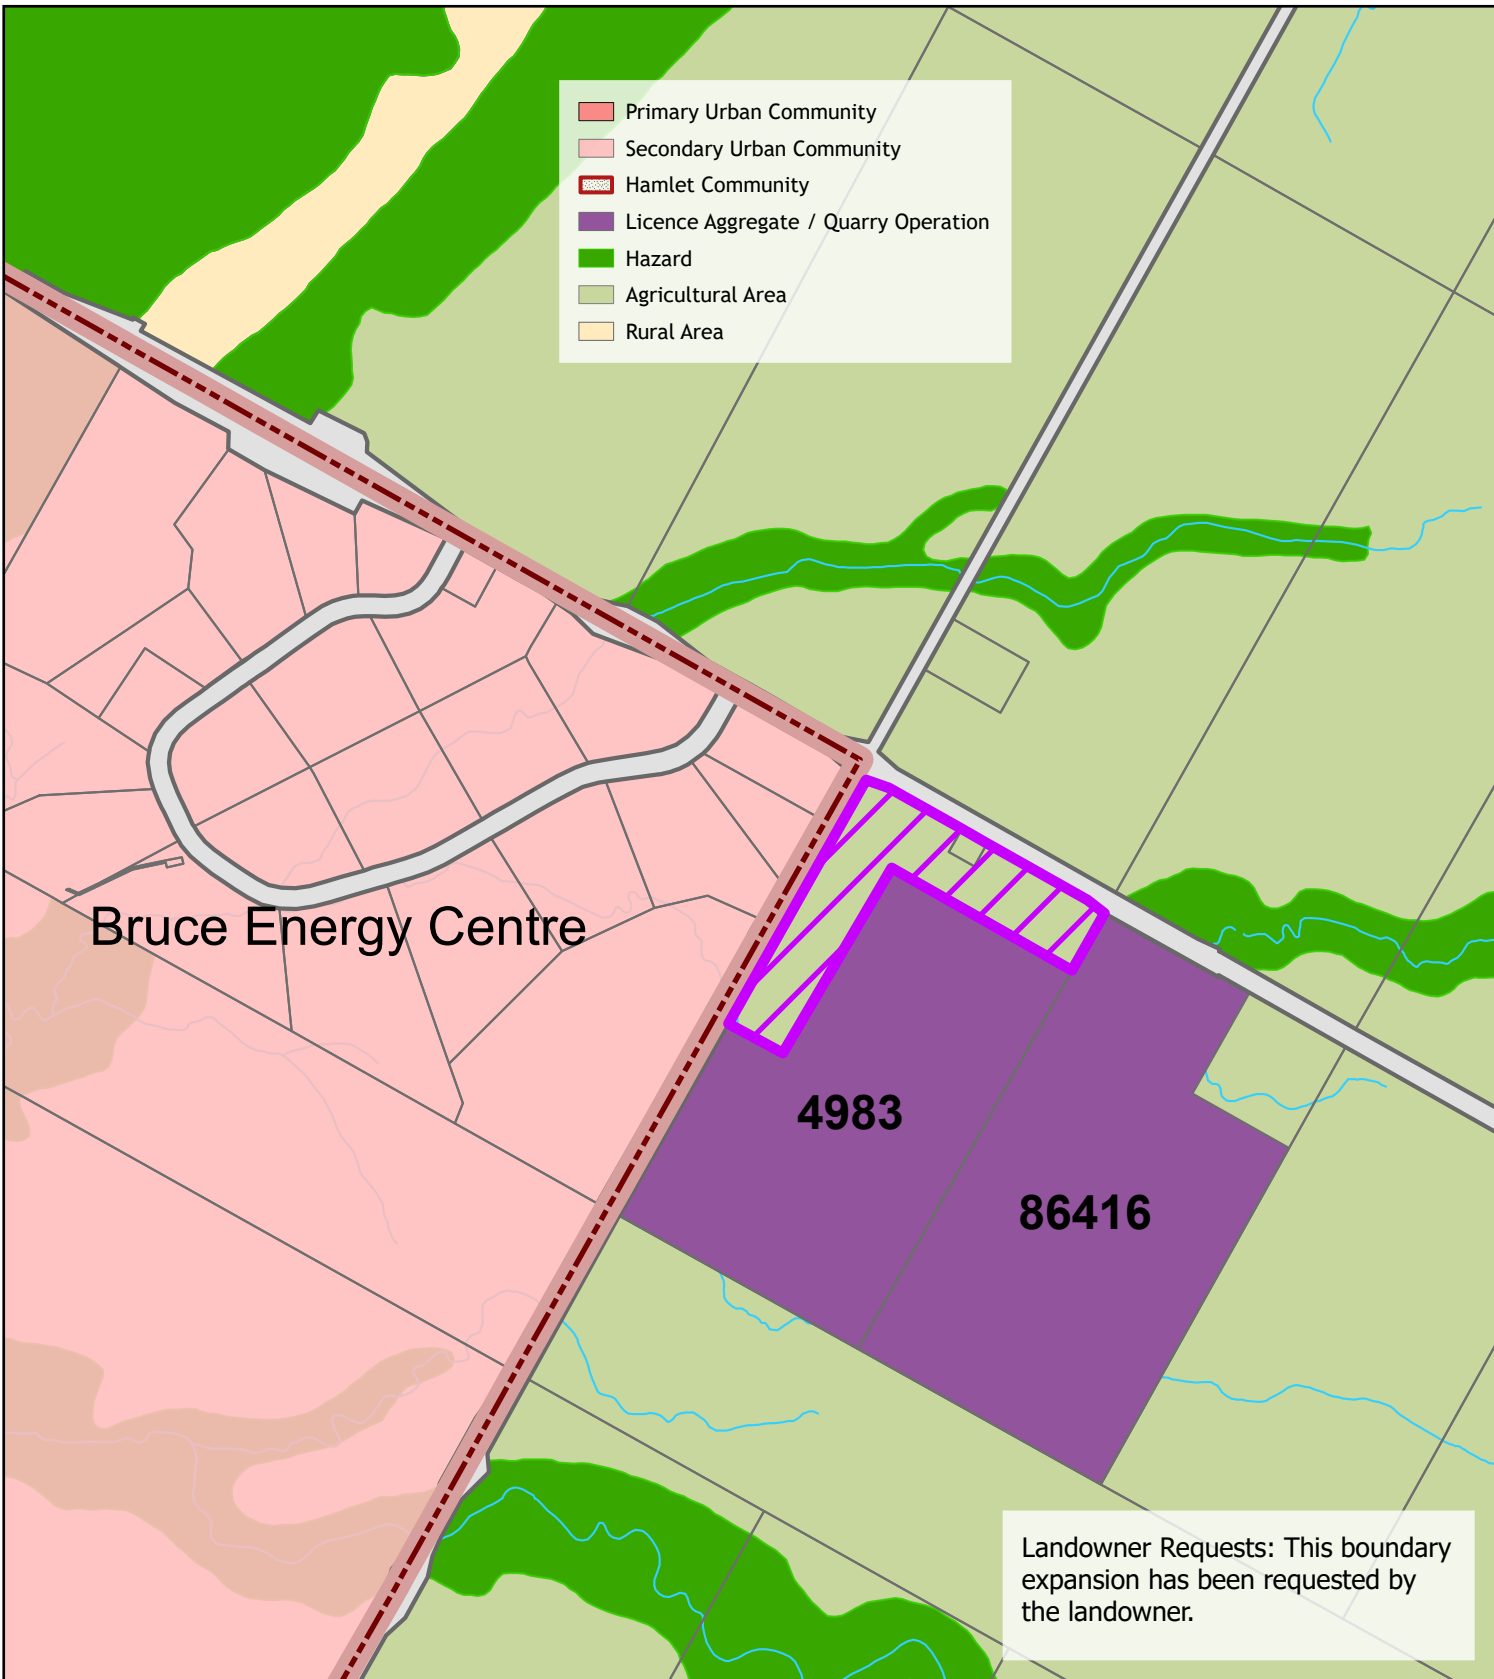 Primary Urban Community
Secondary Urban Community
Hamlet Community
Licence Aggregate / Quarry Operation
Hazard
Agricultural Area
Rural Area
Bruce Energy Centre
4983
86416
Landowner Requests: This boundary
expansion has been requested by
the landowner.